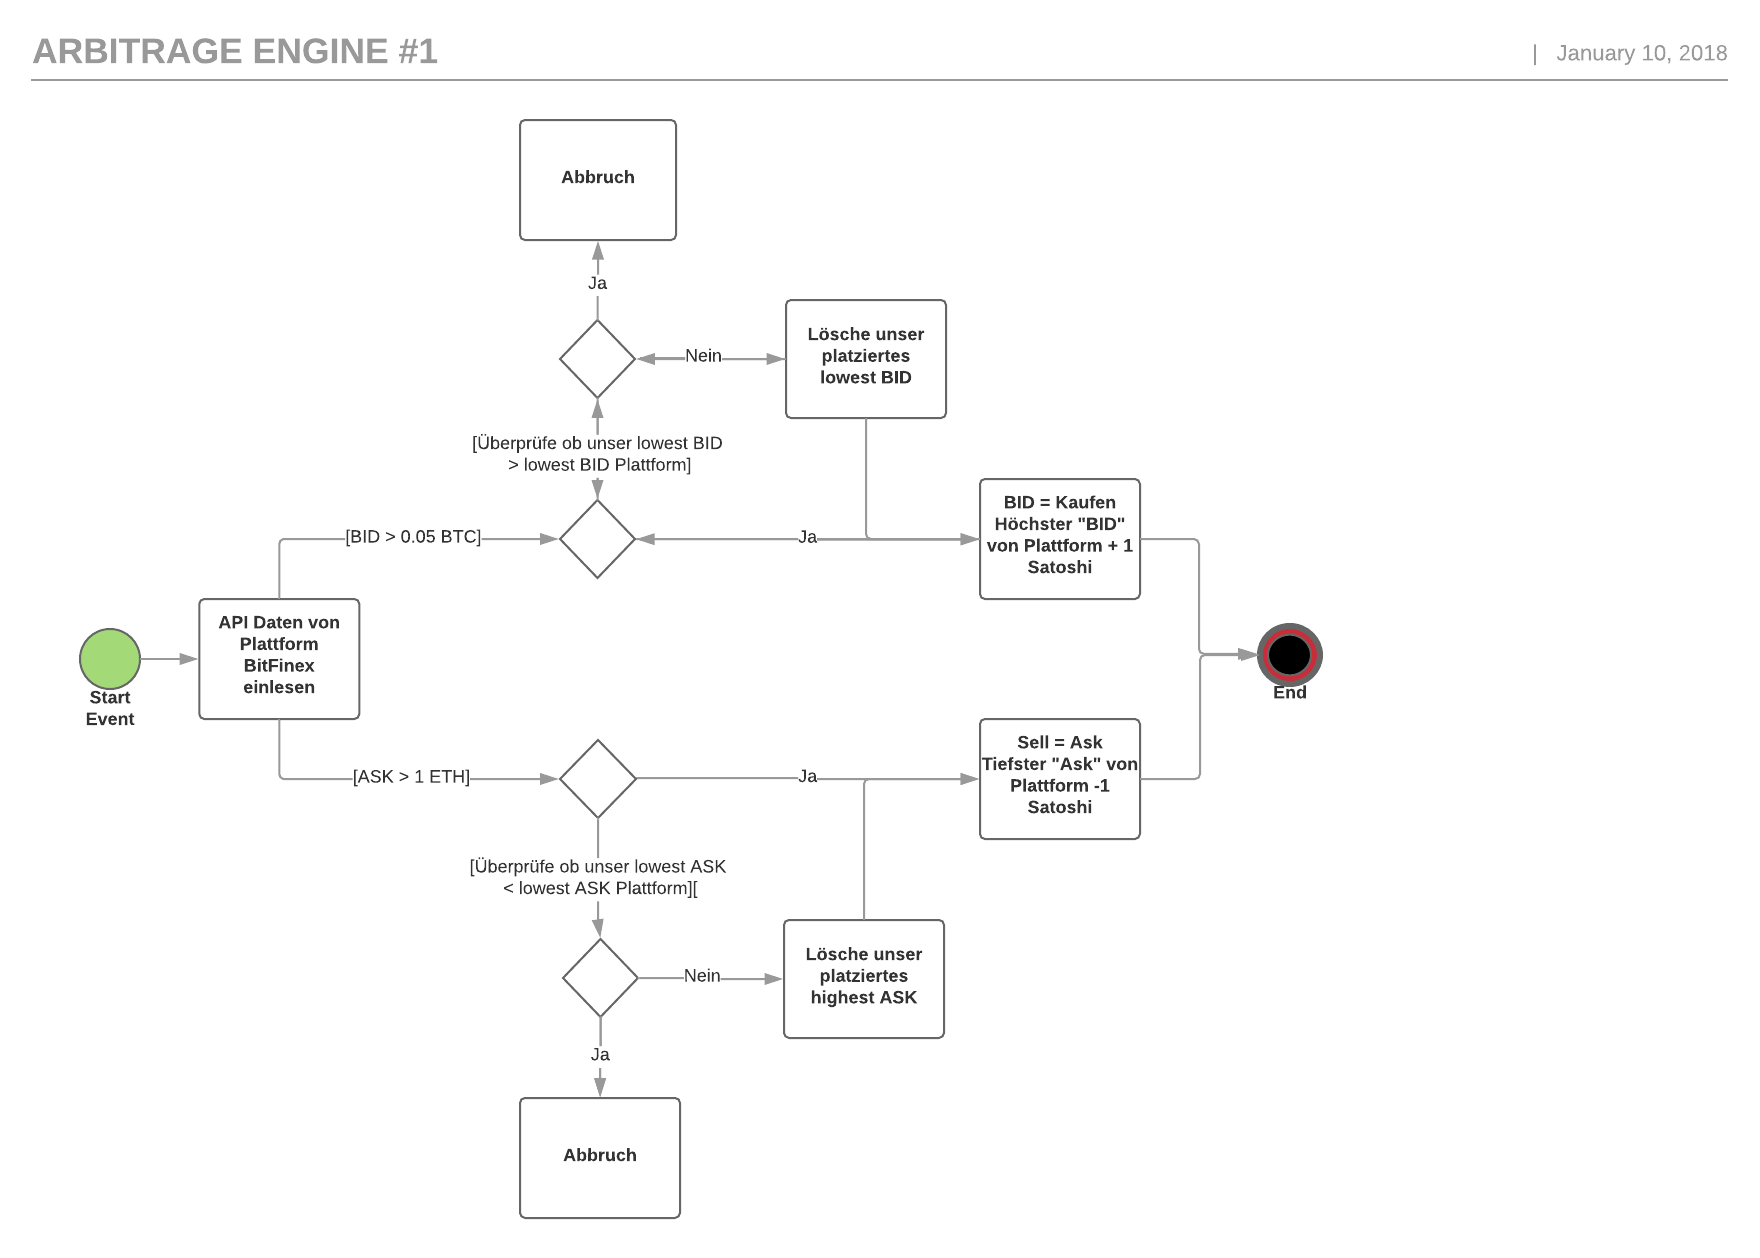 ARBITRAGE ENGINE #1
| January 10, 2018
Abbruch
Ja
Nein
Lösche unser
platziertes
lowest BID
[Überprüfe ob unser lowest BID
> lowest BID Plattform]
[BID > 0.05 BTC]
Ja
BID = Kaufen
Höchster "BID"
von Plattform + 1
Satoshi
API Daten von
Plattform
BitFinex
einlesen
Start
Event
End
[ASK > 1 ETH]
Ja
Sell = Ask
Tiefster "Ask" von
Plattform -1
Satoshi
[Überprüfe ob unser lowest ASK
< lowest ASK Plattform][
Nein
Lösche unser
platziertes
highest ASK
Ja
Abbruch